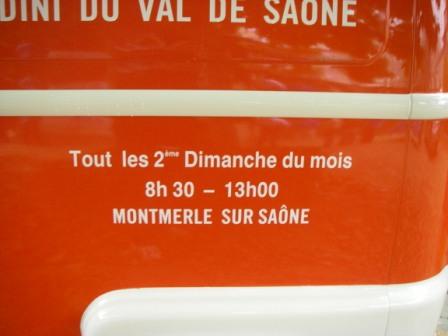 DINI DU VAL DE SAÔNE
Tout les 2ème Dimanche du mois
8h 30 – 13h00
MONTMERLE SUR SAÔNE